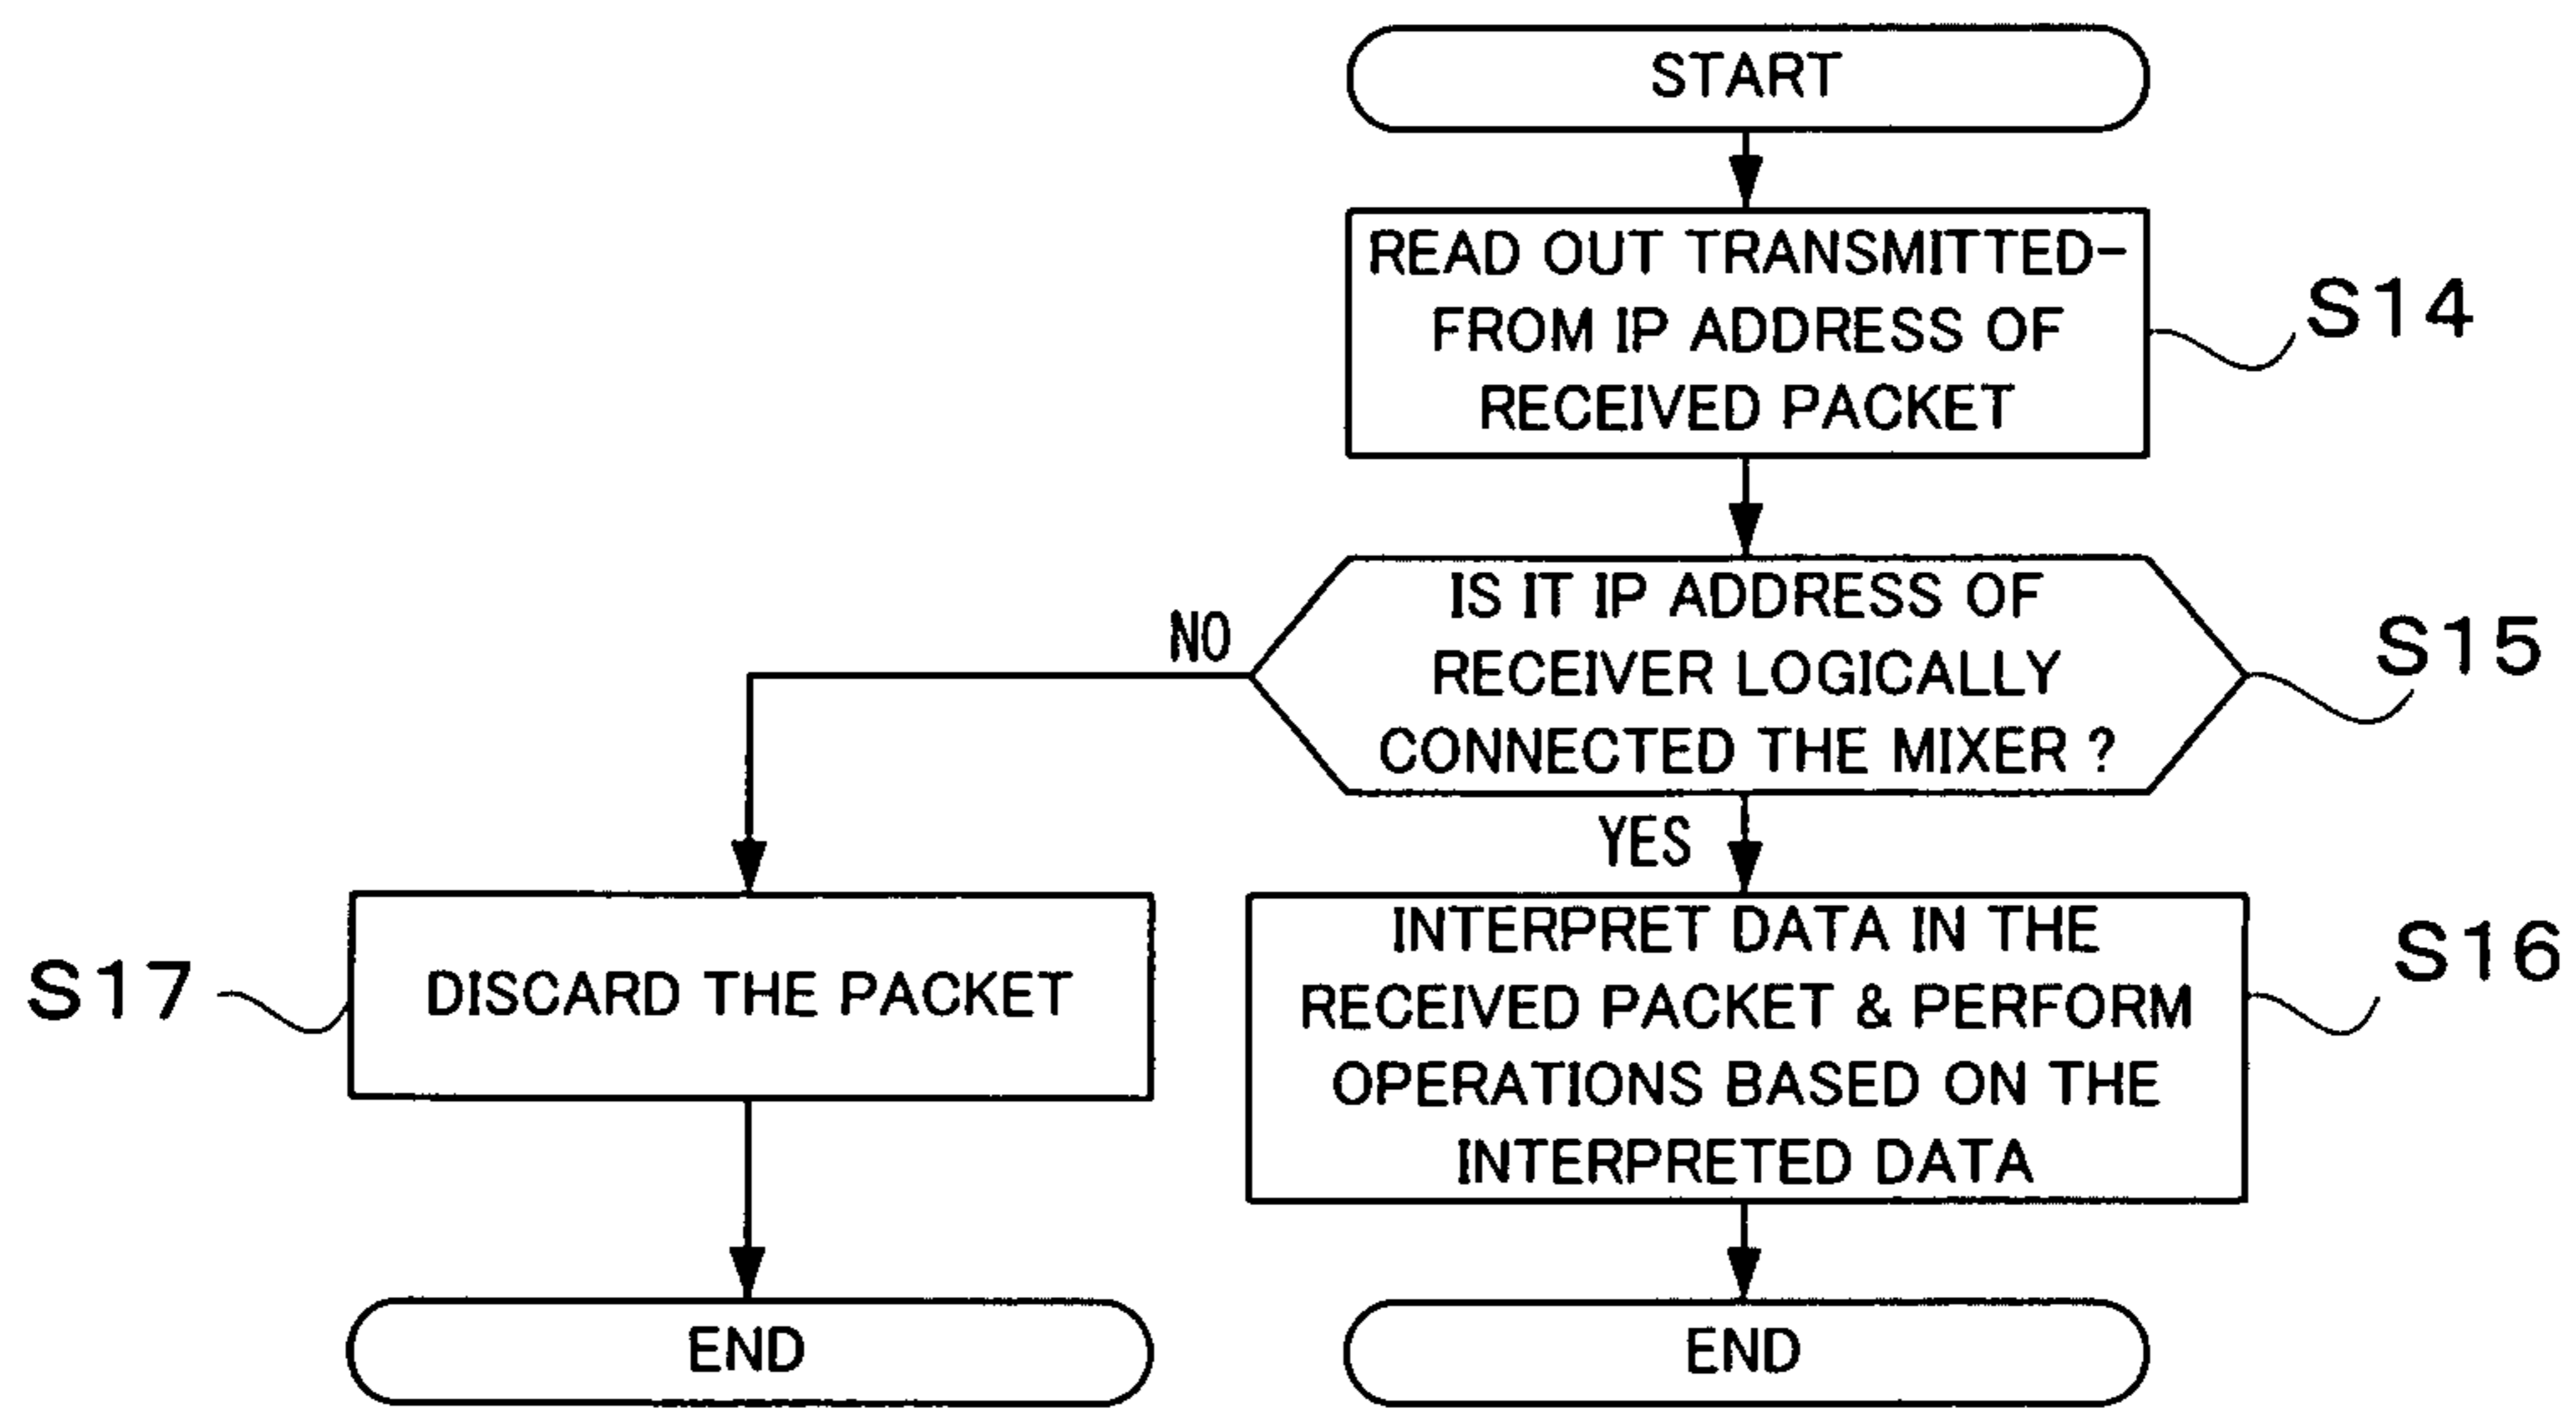 START
READ OUT TRANSMITTED-
FROM IP ADDRESS OF
RECEIVED PACKET
S14
IS IT IP ADDRESS OF
RECEIVER LOGICALLY
CONNECTED THE MIXER ?
S15
NO
YES
DISCARD THE PACKET
S17
INTERPRET DATA IN THE
RECEIVED PACKET & PERFORM
OPERATIONS BASED ON THE
INTERPRETED DATA
S16
END
END